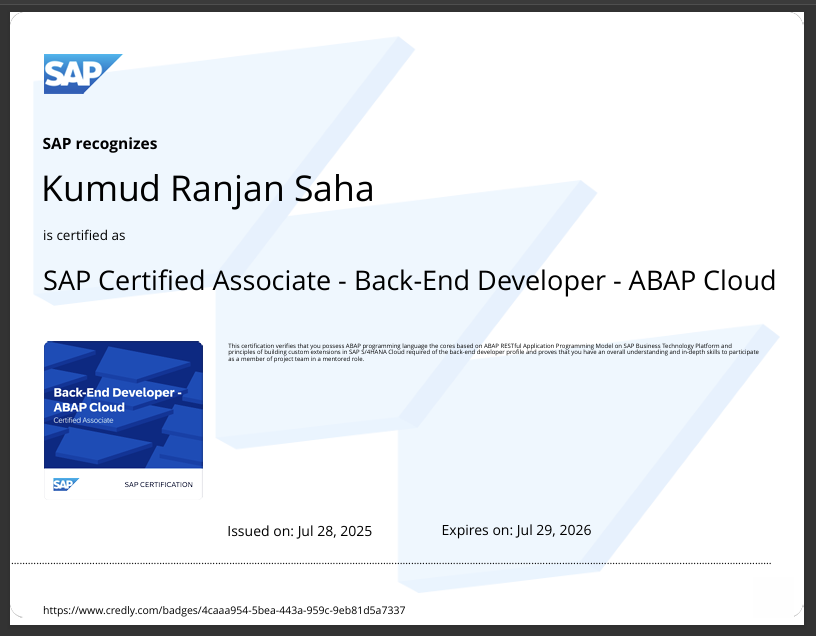 SAP
SAP recognizes
Kumud Ranjan Saha
is certified as
SAP Certified Associate - Back-End Developer - ABAP Cloud
This certification verifies that you possess ABAP programming language the cores based on ABAP RESTful Application Programming Model on SAP Business Technology Platform and
principles of building custom extensions in SAP S/4HANA Cloud required of the back-end developer profile and proves that you have an overall understanding and in-depth skills to participate
as a member of project team in a mentored role.
Back-End Developer -
ABAP Cloud
Certified Associate
SAP SAP CERTIFICATION
Issued on: Jul 28, 2025 Expires on: Jul 29, 2026
https://www.credly.com/badges/4caaa954-5bea-443a-959c-9eb81d5a7337